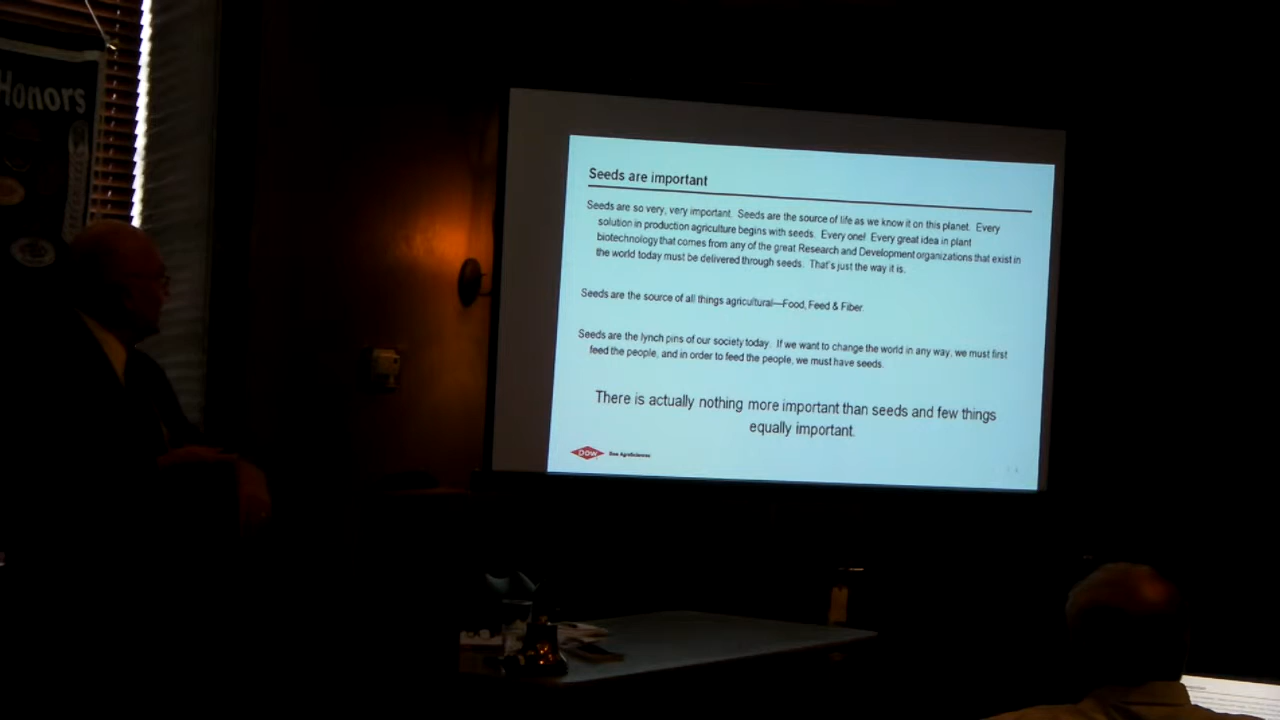 Honors
Seeds are important
Seeds are so very, very important. Seeds are the source of life as we know it on this planet. Every
solution in production agriculture begins with seeds. Every one! Every great idea in plant
biotechnology that comes from any of the great Research and Development organizations that exist in
the world today must be delivered through seeds. That's just the way it is.
Seeds are the source of all things agricultural—Food, Feed & Fiber.
Seeds are the lynch pins of our society today. If we want to change the world in any way, we must first
feed the people, and in order to feed the people, we must have seeds.
There is actually nothing more important than seeds and few things
equally important.
DOW Dow AgroSciences